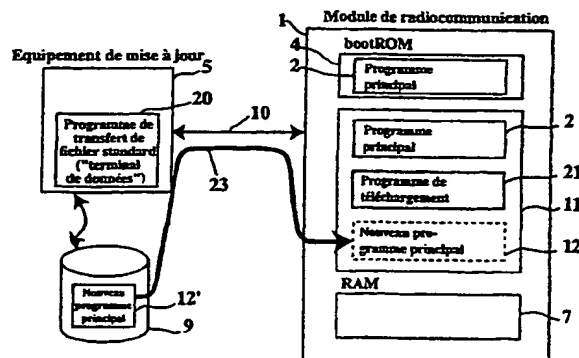 Module de radiocommunication
1
bootROM
4
2
Programme
principal
Equipement de mise à jour
5
20
Programme de
transfert de
fichier standard
("terminal
de données")
10
23
Programme
principal
2
Programme de
téléchargement
21
11
Nouveau pro-
gramme principal
12
RAM
7
Nouveau
programme
principal
12'
9